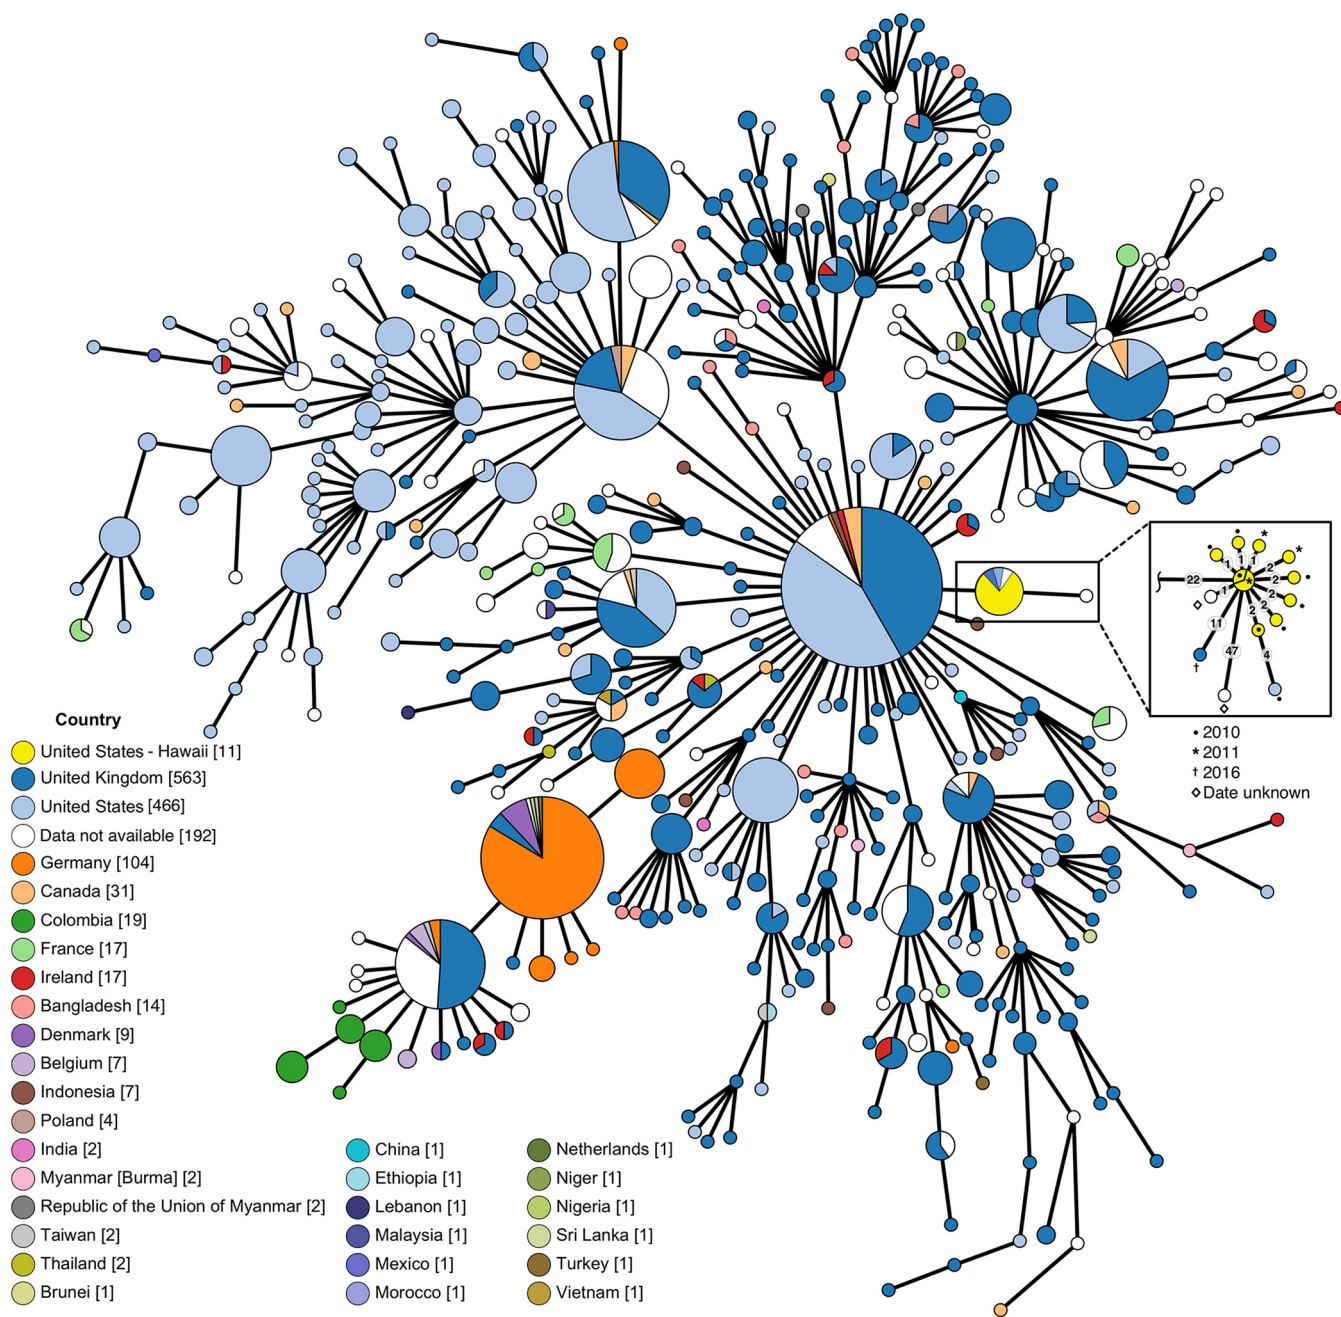 22
1
1
1
2
2
2
2
2
1
11
47
4
• 2010
* 2011
† 2016
◇ Date unknown
Country
United States - Hawaii [11]
United Kingdom [563]
United States [466]
Data not available [192]
Germany [104]
Canada [31]
Colombia [19]
France [17]
Ireland [17]
Bangladesh [14]
Denmark [9]
Belgium [7]
Indonesia [7]
Poland [4]
India [2]
Myanmar [Burma] [2]
Republic of the Union of Myanmar [2]
Taiwan [2]
Thailand [2]
Brunei [1]
China [1]
Ethiopia [1]
Lebanon [1]
Malaysia [1]
Mexico [1]
Morocco [1]
Netherlands [1]
Niger [1]
Nigeria [1]
Sri Lanka [1]
Turkey [1]
Vietnam [1]